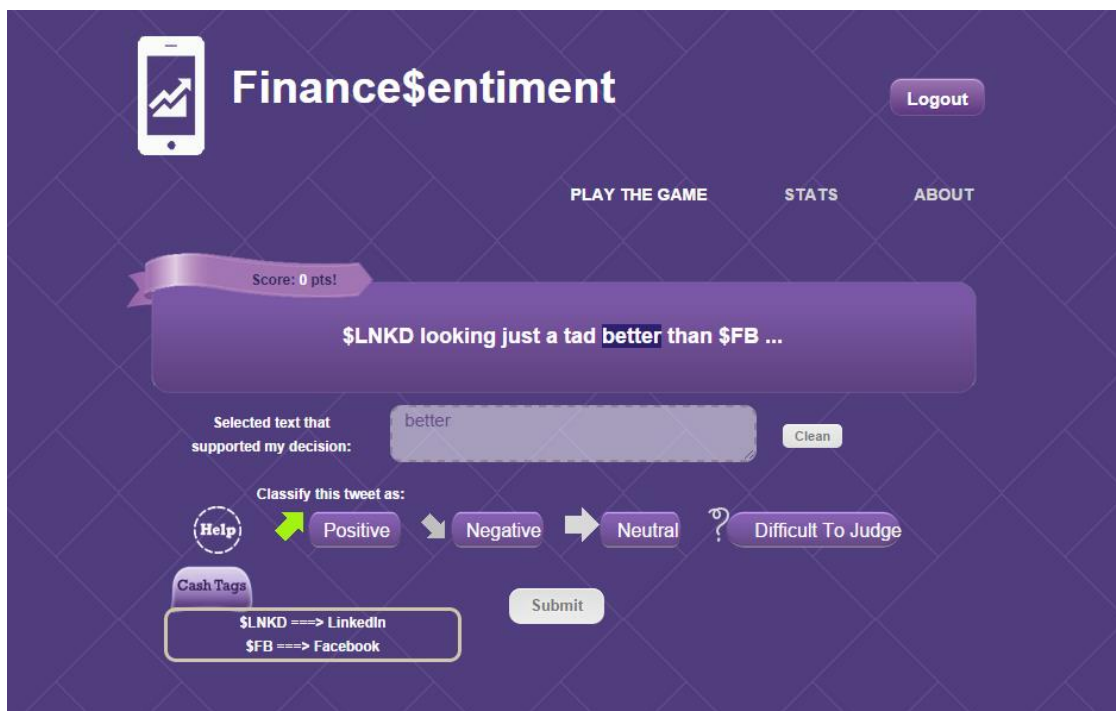 Finance$entiment
Logout
PLAY THE GAME
STATS
ABOUT
Score: 0 pts!
$LNKD looking just a tad better than $FB ...
Selected text that
supported my decision:
better
Clean
Classify this tweet as:
Help
Positive
Negative
Neutral
Difficult To Judge
Cash Tags
Submit
$LNKD ===> LinkedIn
$FB ===> Facebook